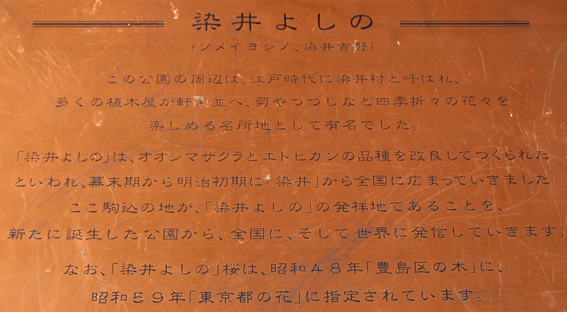 染井よしの
(ソメイヨシノ、染井吉野)
この公園の周辺は、江戸時代に染井村と呼ばれ、
多くの植木屋が軒を並べ、菊やつつじなど四季折々の花々を
楽しめる名所地として有名でした。
「染井よしの」は、オオシマザクラとエドヒガンの品種を改良してつくられた
といわれ、幕末期から明治初期に「染井」から全国に広まっていきました。
ここ駒込の地が、「染井よしの」の発祥地であることを、
新たに誕生した公園から、全国に、そして世界に発信していきます。
なお、「染井よしの」桜は、昭和48年「豊島区の木」に、
昭和59年「東京都の花」に指定されています。